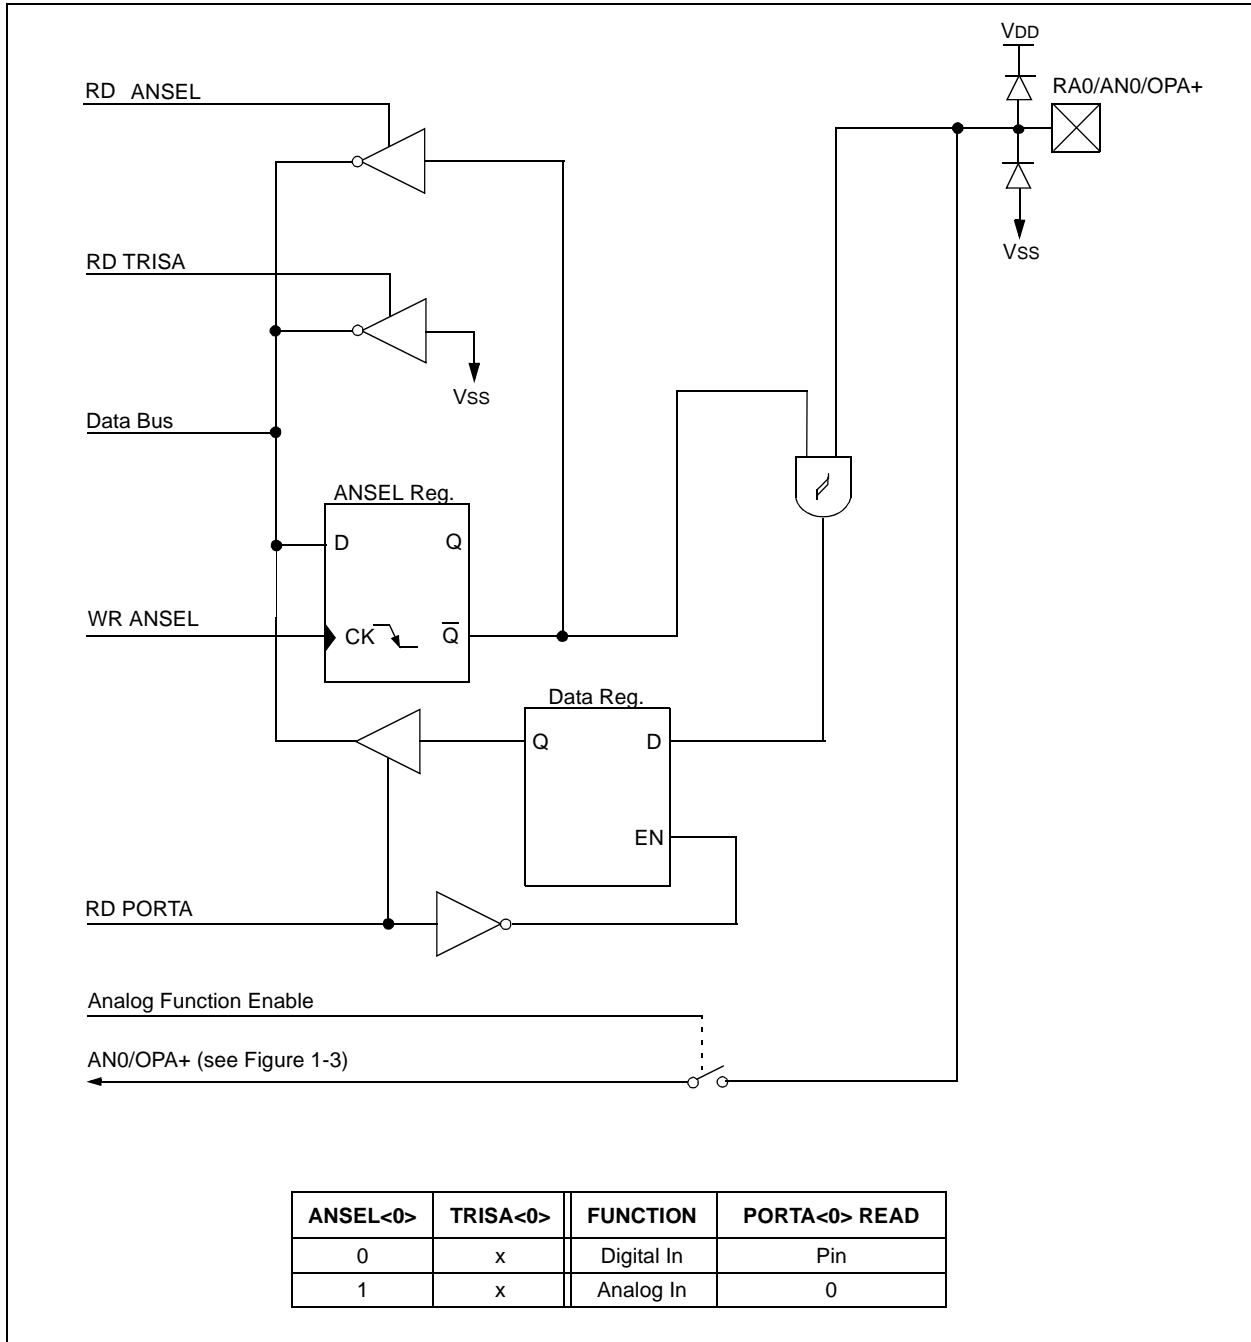 VDD
RD ANSEL
RA0/AN0/OPA+
RD TRISA
VSS
VSS
Data Bus
ANSEL Reg.
D
Q
WR ANSEL
CK
Q̅
Data Reg.
Q
D
EN
RD PORTA
Analog Function Enable
AN0/OPA+ (see Figure 1-3)
ANSEL<0> TRISA<0> FUNCTION PORTA<0> READ
0 x Digital In Pin
1 x Analog In 0